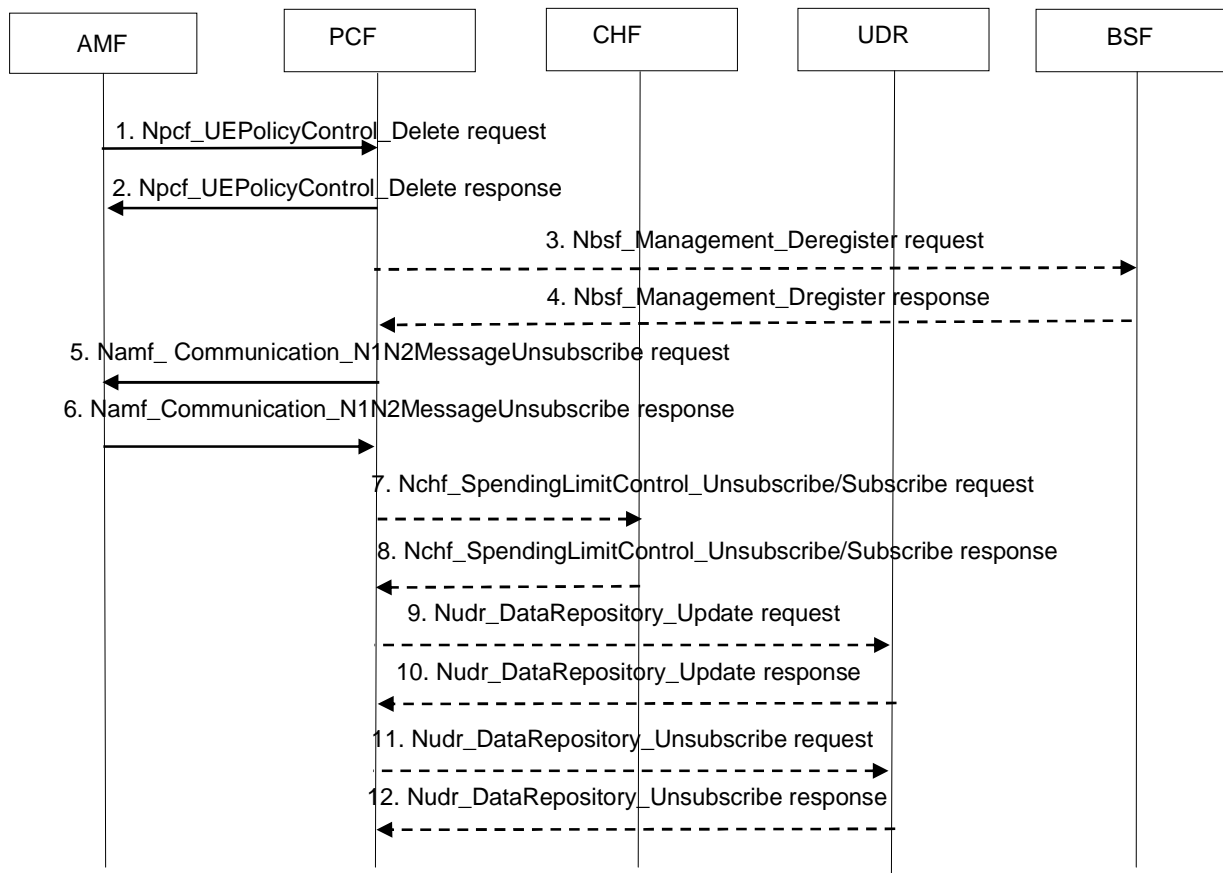 AMF
PCF
CHF
UDR
BSF
1. Npcf_UEPolicyControl_Delete request
2. Npcf_UEPolicyControl_Delete response
3. Nbsf_Management_Deregister request
4. Nbsf_Management_Dregister response
5. Namf_ Communication_N1N2MessageUnsubscribe request
6. Namf_Communication_N1N2MessageUnsubscribe response
7. Nchf_SpendingLimitControl_Unsubscribe/Subscribe request
8. Nchf_SpendingLimitControl_Unsubscribe/Subscribe response
9. Nudr_DataRepository_Update request
10. Nudr_DataRepository_Update response
11. Nudr_DataRepository_Unsubscribe request
12. Nudr_DataRepository_Unsubscribe response